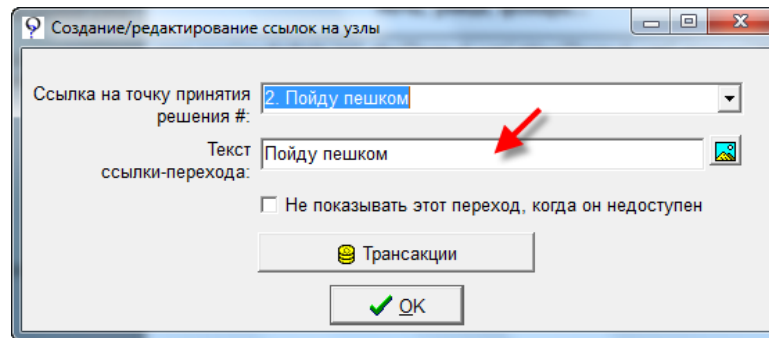 Создание/редактирование ссылок на узлы
Ссылка на точку принятия
решения #:
2. Пойду пешком
Текст
ссылки-перехода:
Пойду пешком
Не показывать этот переход, когда он недоступен
Трансакции
OK